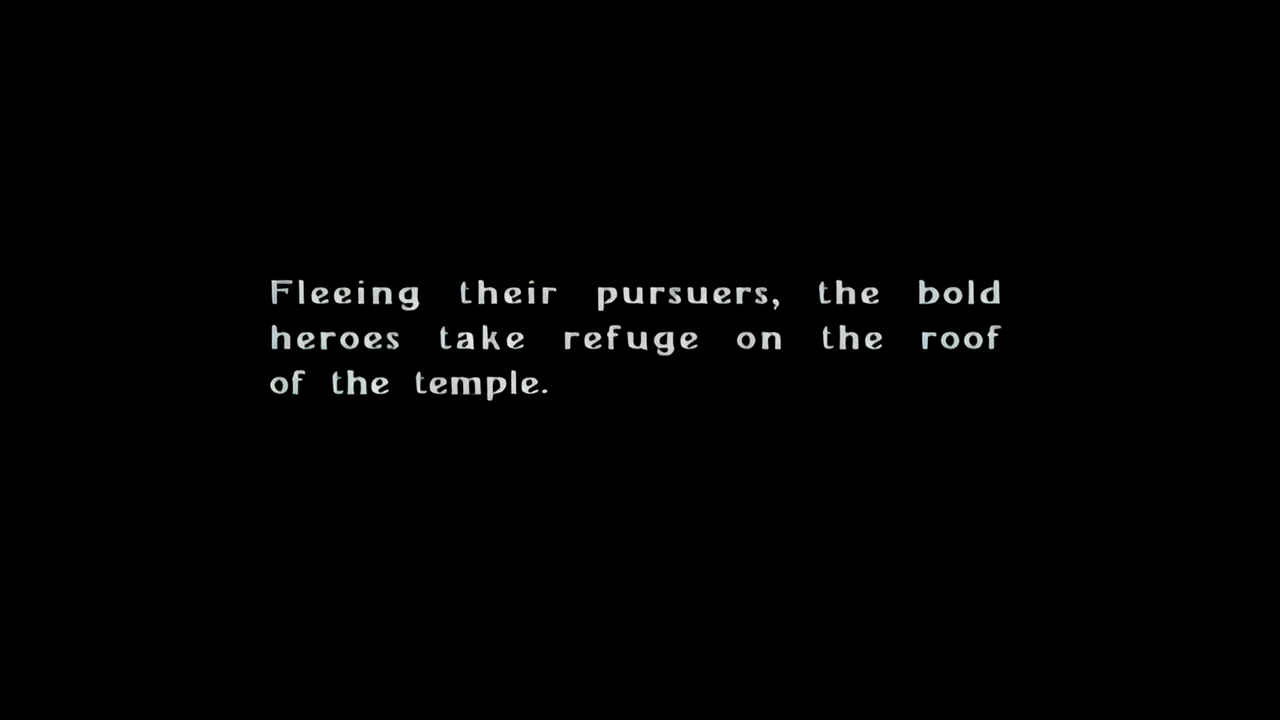 Fleeing their pursuers, the bold
heroes take refuge on the roof
of the temple.